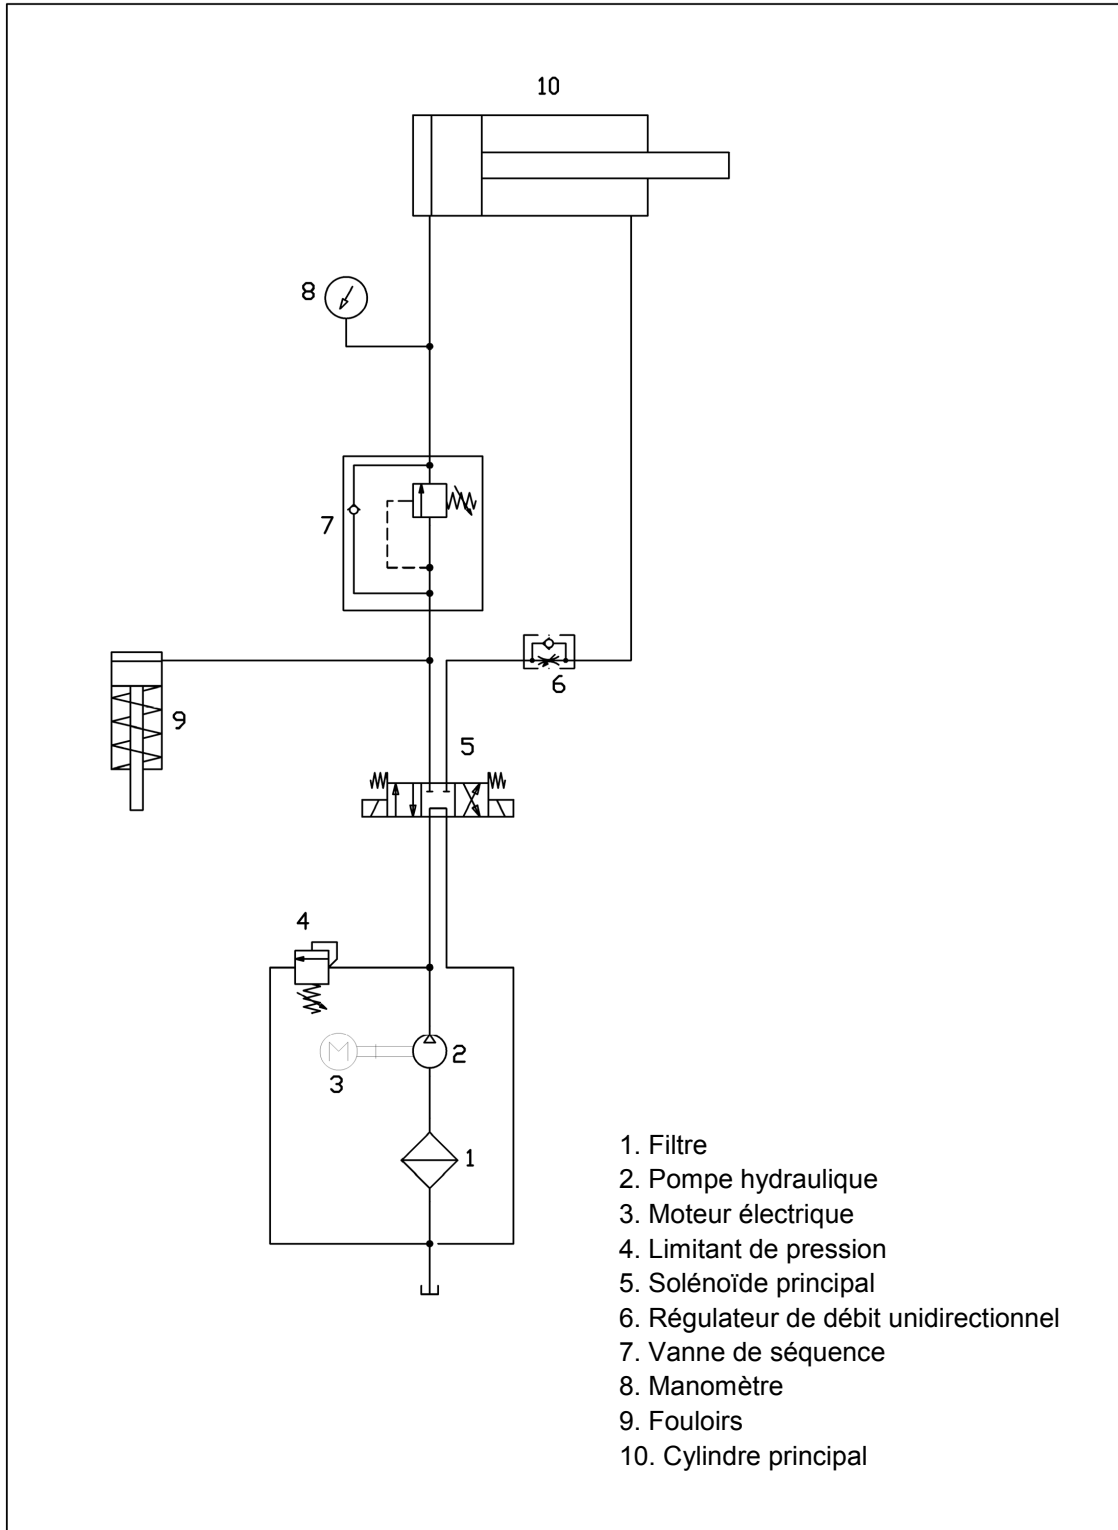 10
8
7
6
9
5
4
M
2
3
1
1. Filtre
2. Pompe hydraulique
3. Moteur électrique
4. Limitant de pression
5. Solénoïde principal
6. Régulateur de débit unidirectionnel
7. Vanne de séquence
8. Manomètre
9. Fouloirs
10. Cylindre principal